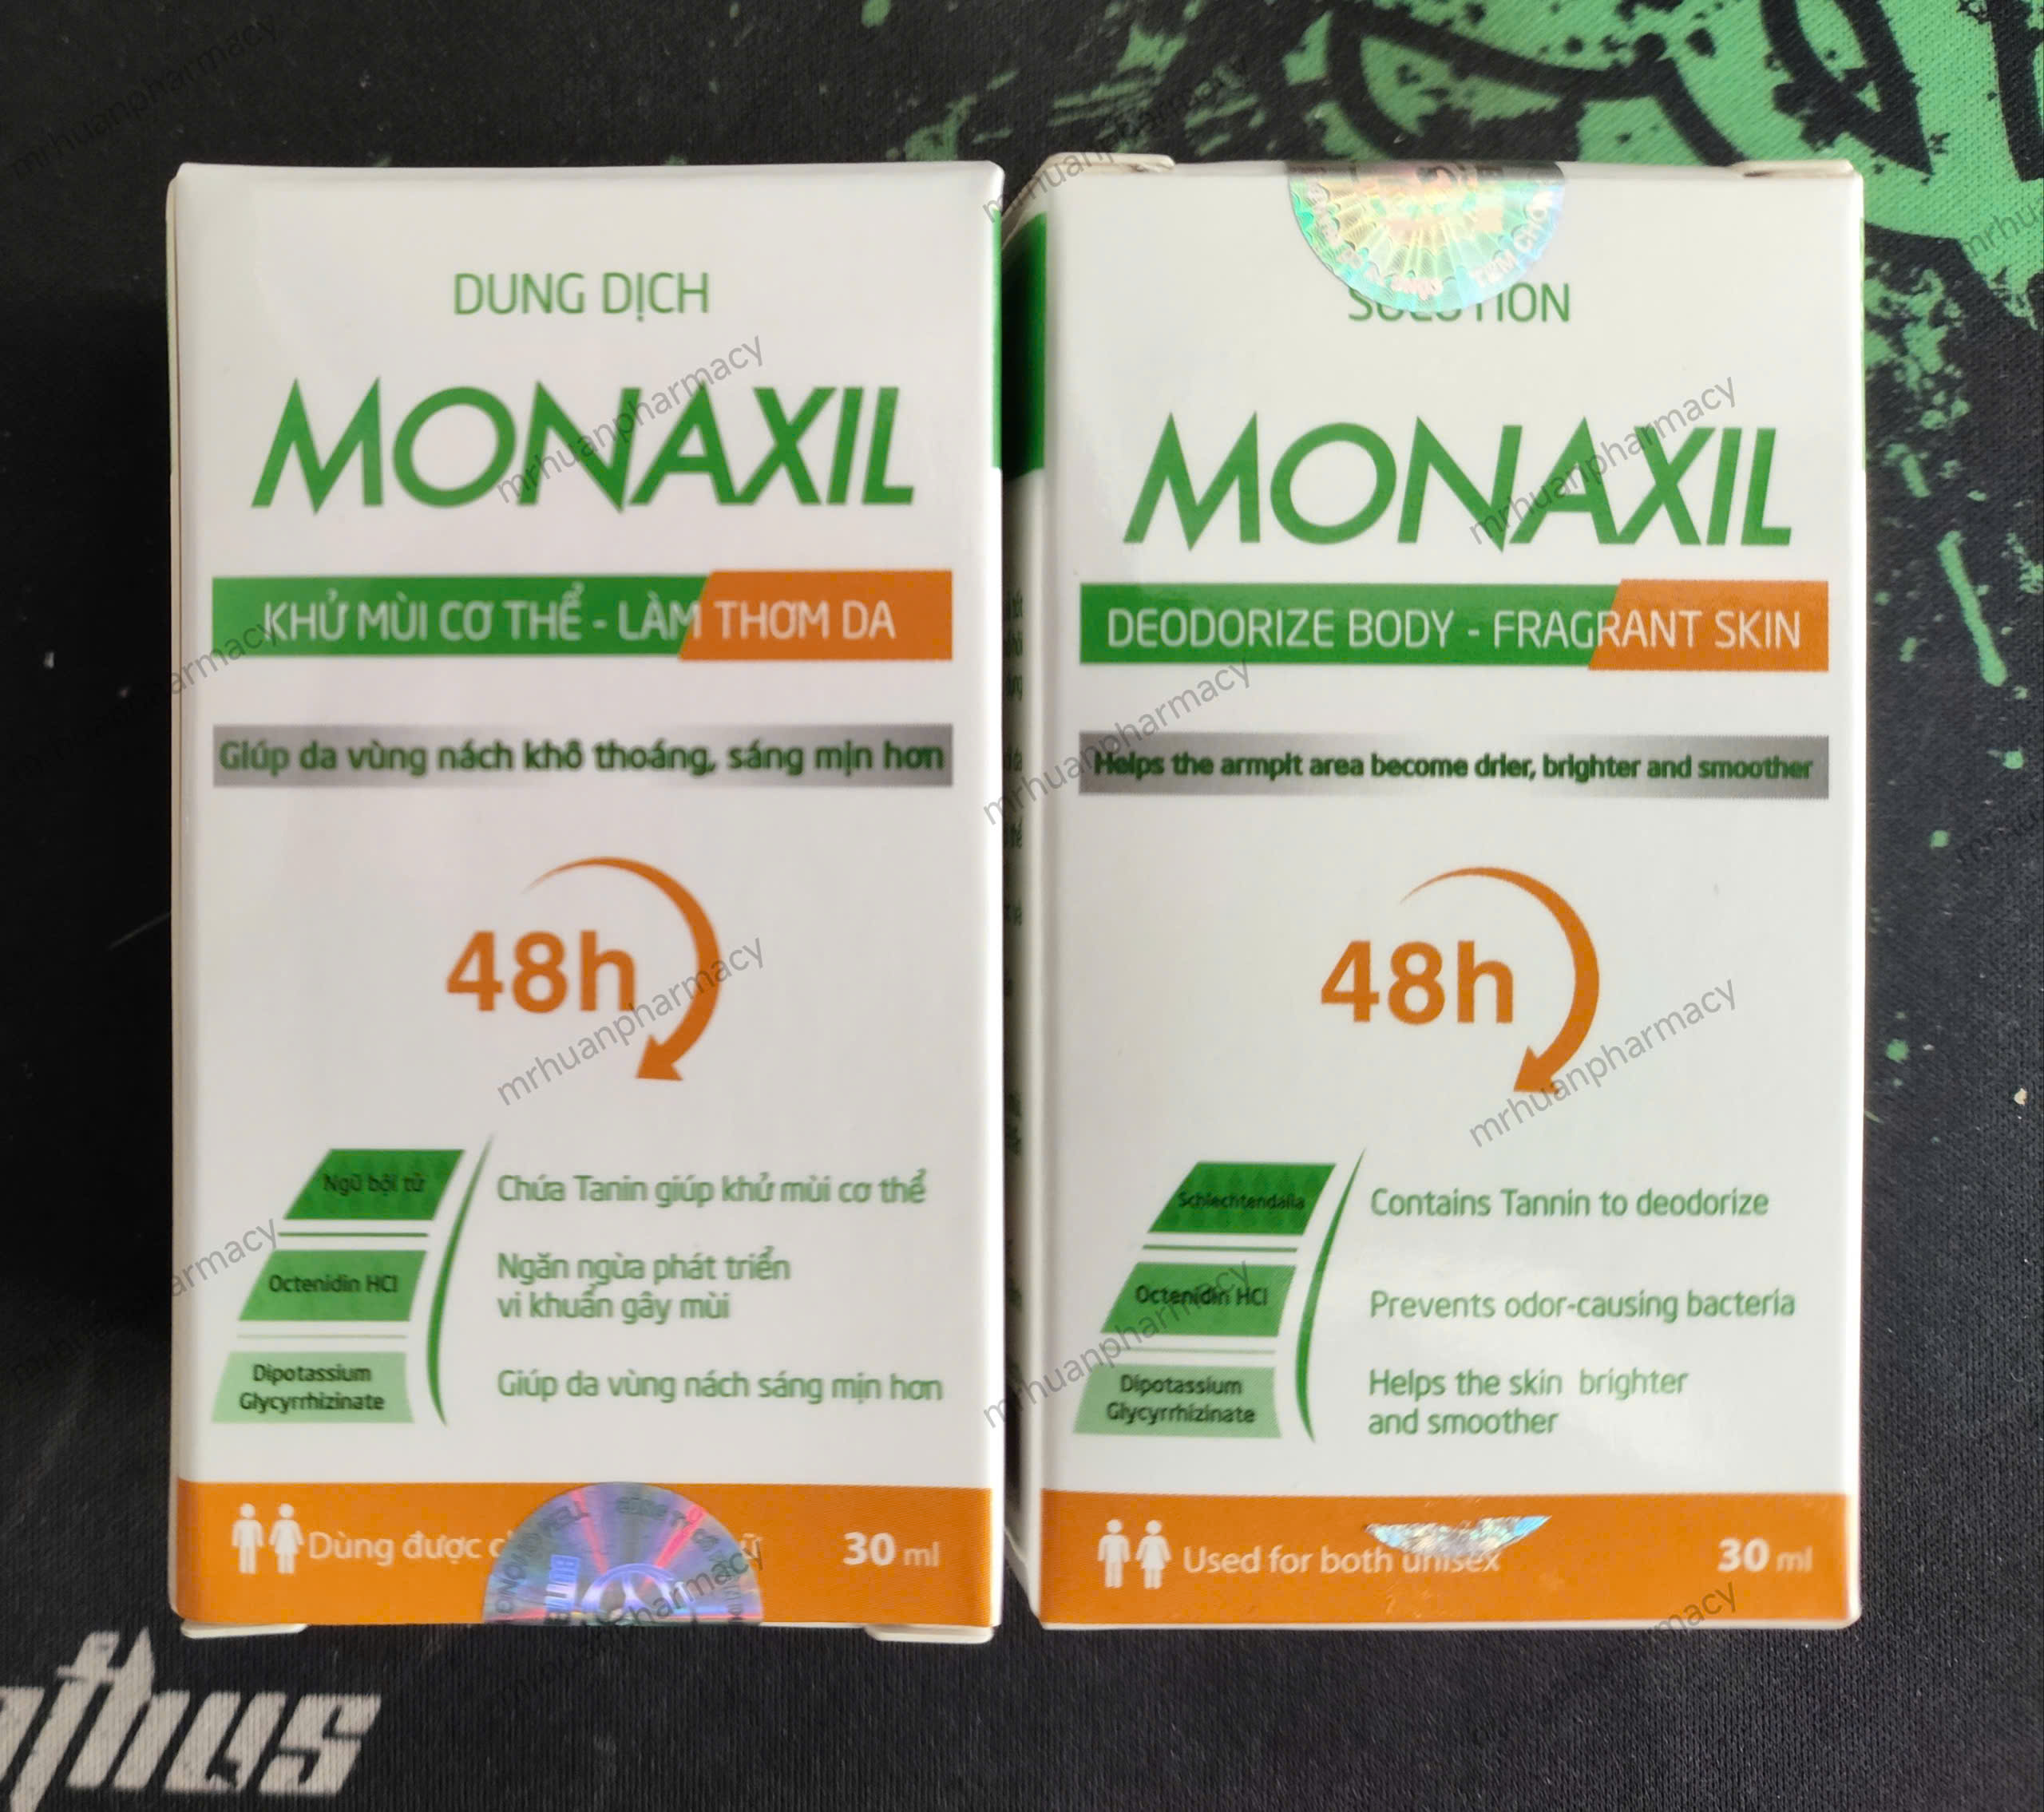 DUNG DỊCH
MONAXIL
KHỬ MÙI CƠ THỂ - LÀM THƠM DA
Giúp da vùng nách khô thoáng, sáng mịn hơn
48h
Ngũ bội tử
Chứa Tanin giúp khử mùi cơ thể
Octenidin HCl
Ngăn ngừa phát triển
vi khuẩn gây mùi
Dipotassium
Glycyrrhizinate
Giúp da vùng nách sáng mịn hơn
Dùng được
30 ml
SOLUTION
MONAXIL
DEODORIZE BODY - FRAGRANT SKIN
Helps the armpit area become drier, brighter and smoother
48h
Schlechtendalia
Contains Tannin to deodorize
Octenidin HCl
Prevents odor-causing bacteria
Dipotassium
Glycyrrhizinate
Helps the skin brighter
and smoother
Used for both unisex
30 ml
mrhuanpharmacy